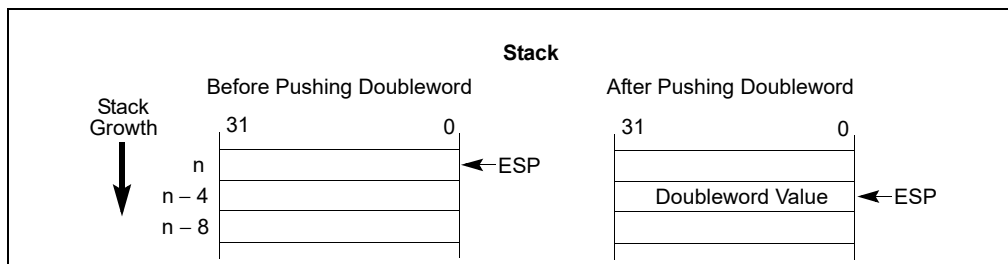 Stack
Before Pushing Doubleword
After Pushing Doubleword
Stack
Growth
31 0
31 0
n
ESP
n – 4
Doubleword Value
ESP
n – 8